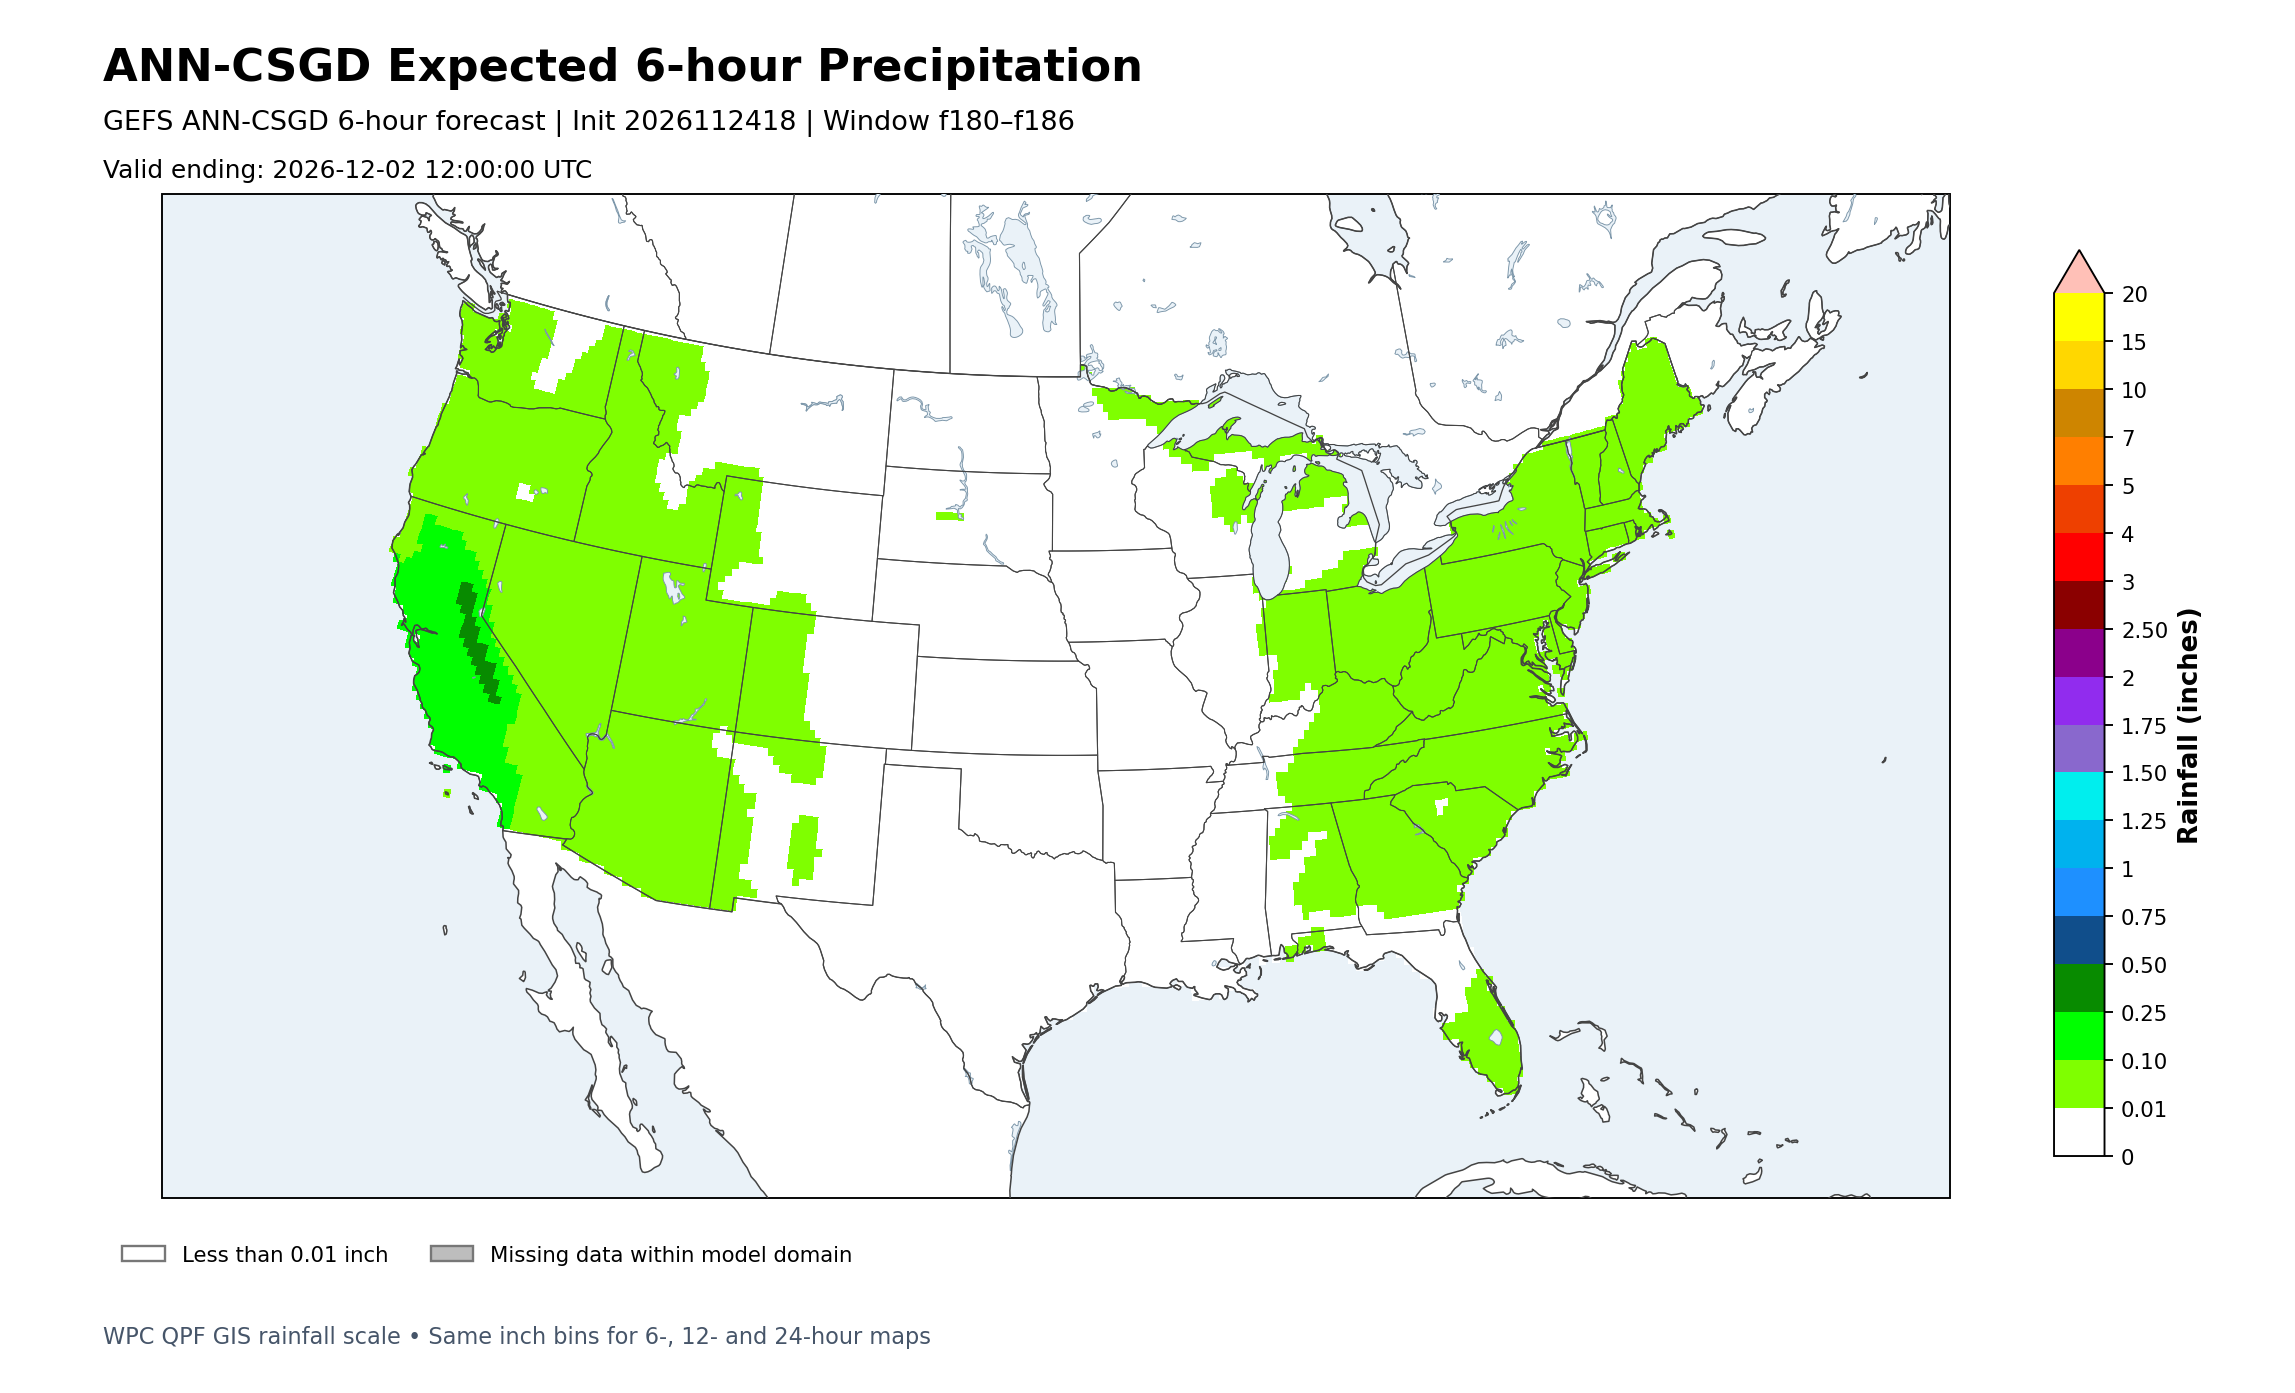 ANN-CSGD Expected 6-hour Precipitation
GEFS ANN-CSGD 6-hour forecast | Init 2026112418 | Window f180–f186
Valid ending: 2026-12-02 12:00:00 UTC
20
15
10
7
5
4
3
2.50
2
1.75
1.50
1.25
1
0.75
0.50
0.25
0.10
0.01
0
Rainfall (inches)
Less than 0.01 inch
Missing data within model domain
WPC QPF GIS rainfall scale • Same inch bins for 6-, 12- and 24-hour maps